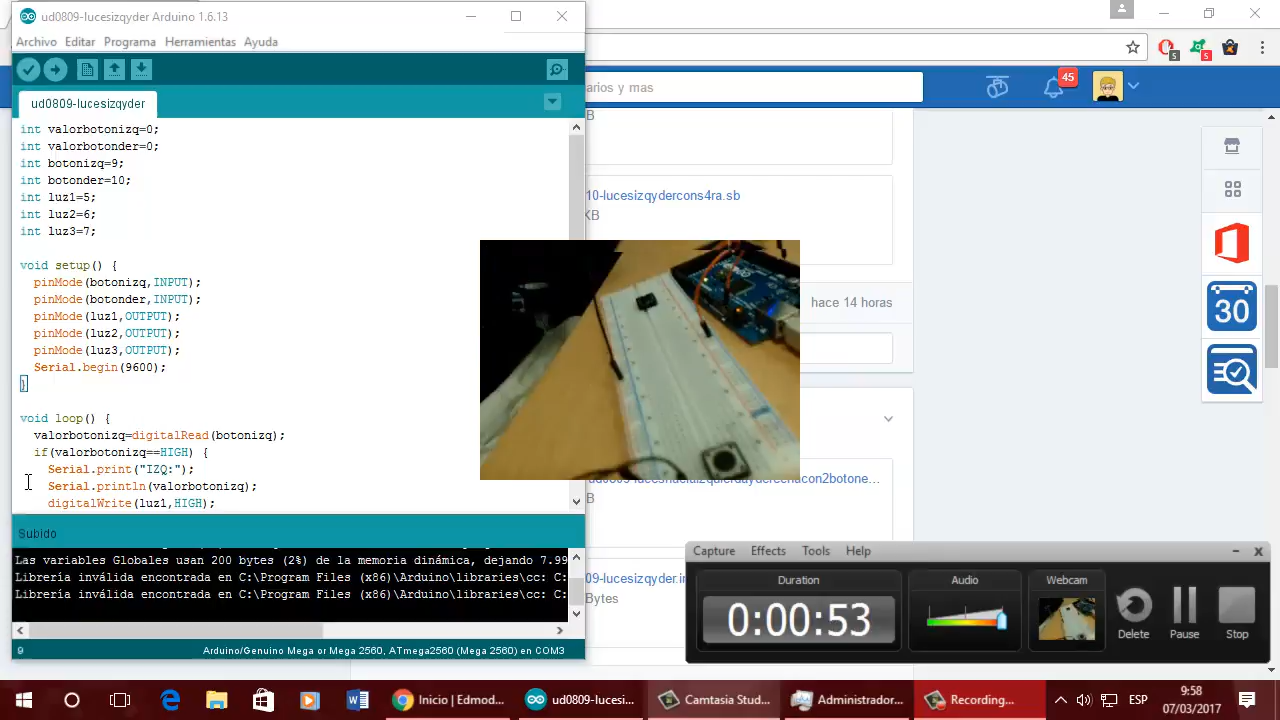 ud0809-lucesizqyder Arduino 1.6.13
Archivo Editar Programa Herramientas Ayuda
ud0809-lucesizqyder
int valorbotonizq=0;
int valorbotonder=0;
int botonizq=9;
int botonder=10;
int luz1=5;
int luz2=6;
int luz3=7;
void setup() {
pinMode(botonizq,INPUT);
pinMode(botonder,INPUT);
pinMode(luz1,OUTPUT);
pinMode(luz2,OUTPUT);
pinMode(luz3,OUTPUT);
Serial.begin(9600);
}
void loop() {
valorbotonizq=digitalRead(botonizq);
if(valorbotonizq==HIGH) {
Serial.print("IZQ:");
Serial.println(valorbotonizq);
digitalWrite(luz1,HIGH);
Subido
Las variables Globales usan 200 bytes (2%) de la memoria dinámica, dejando 7.99
Librería inválida encontrada en C:\Program Files (x86)\Arduino\libraries\cc: C:
Librería inválida encontrada en C:\Program Files (x86)\Arduino\libraries\cc: C:
9
Arduino/Genuino Mega or Mega 2560, ATmega2560 (Mega 2560) en COM3
5
5
arios y mas
45
B
10-lucesizqydercons4ra.sb
KB
hace 14 horas
30
ud0809-luceshaciaizquierdayderechacon2botone...
B
09-lucesizqyder.in
Bytes
Capture Effects Tools Help
Duration
0:00:53
Audio
Webcam
Delete
Pause
Stop
Inicio | Edmod...
ud0809-lucesi...
Camtasia Stud...
Administrador...
Recording...
ESP
9:58
07/03/2017